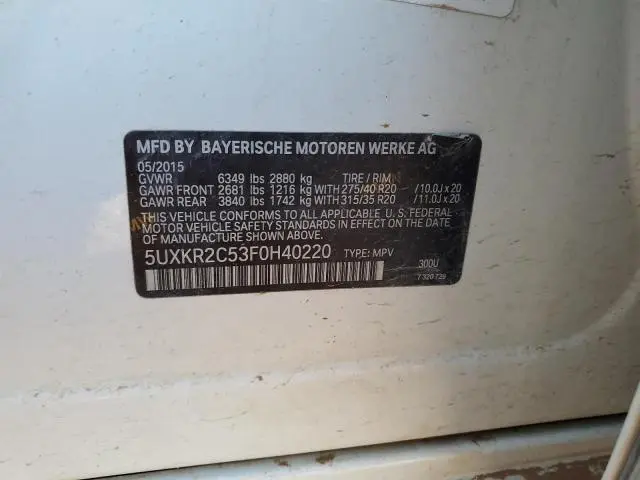 MFD BY BAYERISCHE MOTOREN WERKE AG
05/2015
GVWR 6349 lbs 2880 kg TIRE / RIM
GAWR FRONT 2681 lbs 1216 kg WITH 275/40 R20 /10.0J x 20
GAWR REAR 3840 lbs 1742 kg WITH 315/35 R20 /11.0J x 20
THIS VEHICLE CONFORMS TO ALL APPLICABLE U. S. FEDERAL
MOTOR VEHICLE SAFETY STANDARDS IN EFFECT ON THE DATE
OF MANUFACTURE SHOWN ABOVE.
5UXKR2C53F0H40220 TYPE: MPV
300U
7 320 729